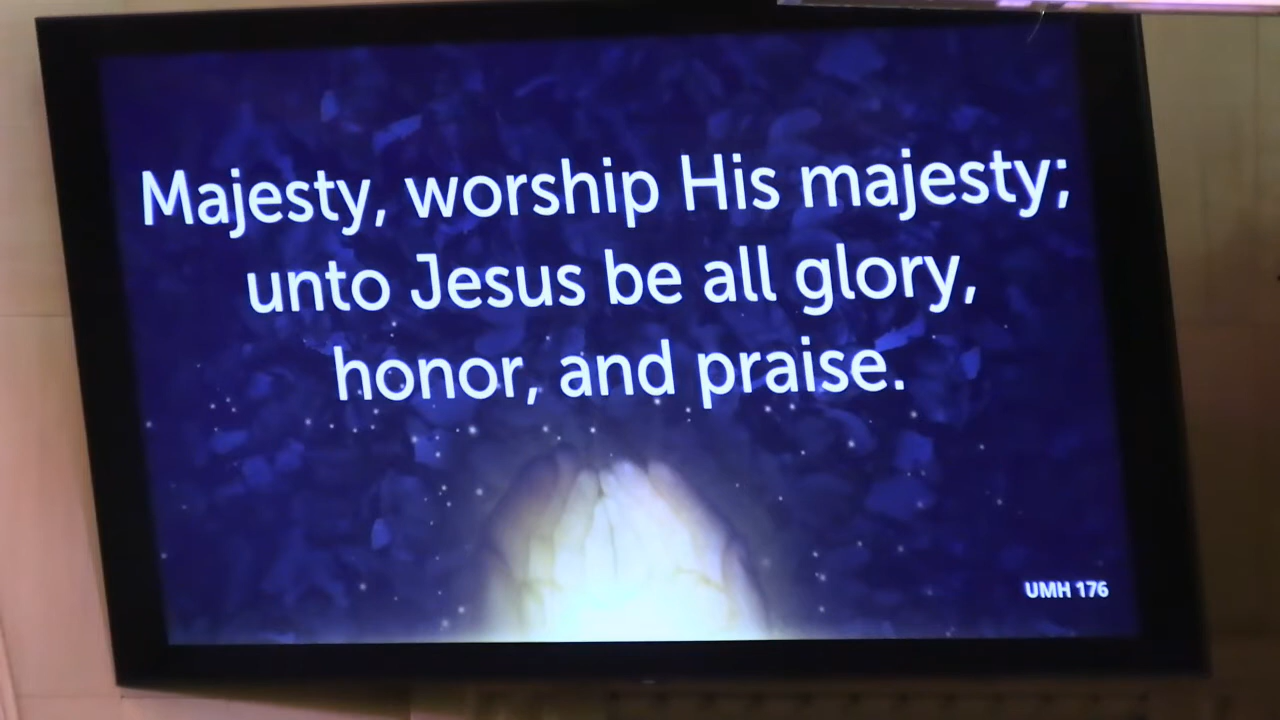 Majesty, worship His majesty;
unto Jesus be all glory,
honor, and praise.
UMH 176